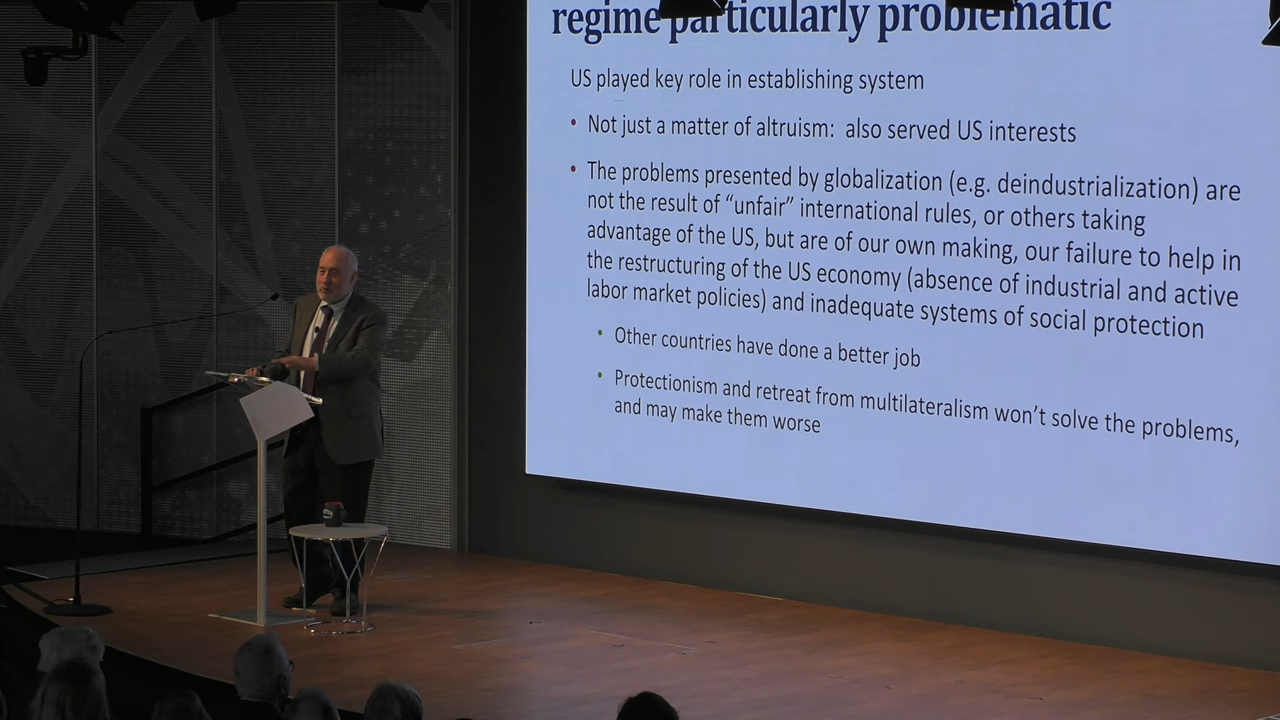 regime particularly problematic
US played key role in establishing system
• Not just a matter of altruism: also served US interests
• The problems presented by globalization (e.g. deindustrialization) are
not the result of “unfair” international rules, or others taking
advantage of the US, but are of our own making, our failure to help in
the restructuring of the US economy (absence of industrial and active
labor market policies) and inadequate systems of social protection
• Other countries have done a better job
• Protectionism and retreat from multilateralism won’t solve the problems,
and may make them worse